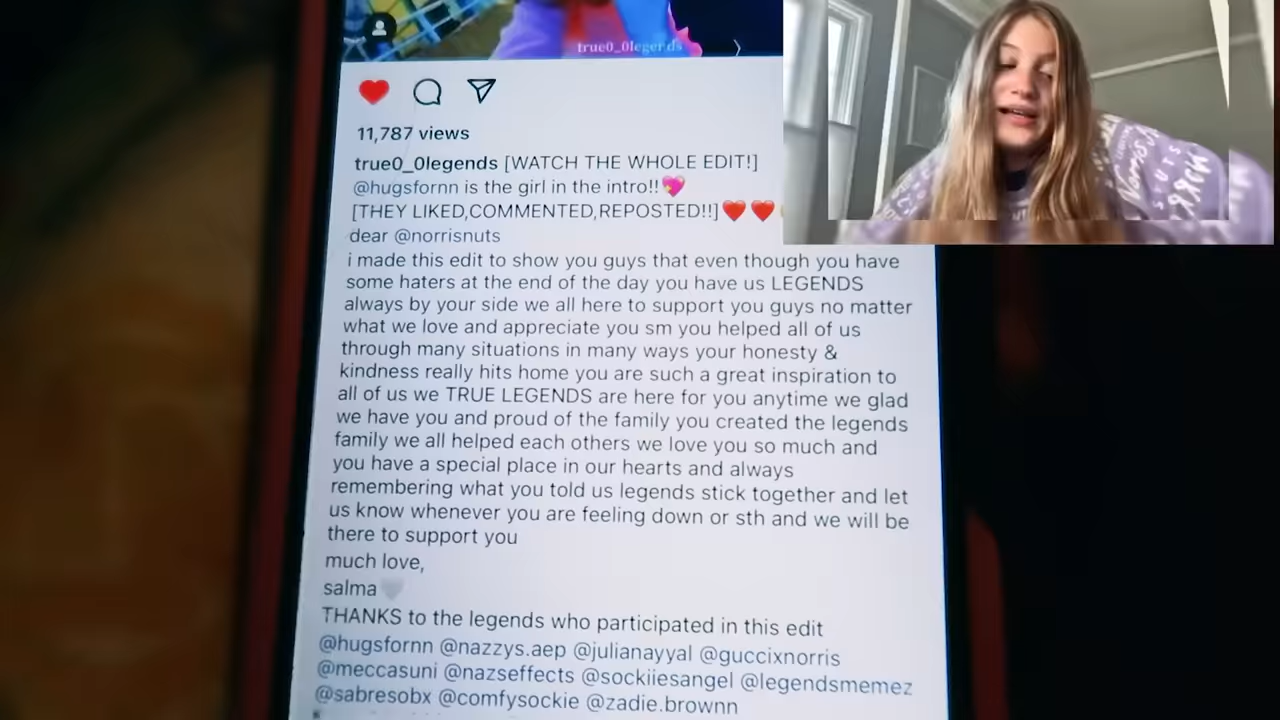 true0_0legends
11,787 views
true0_0legends [WATCH THE WHOLE EDIT!]
@hugsfornn is the girl in the intro!!💖
[THEY LIKED,COMMENTED,REPOSTED!!]❤️❤️
dear @norrisnuts
i made this edit to show you guys that even though you have
some haters at the end of the day you have us LEGENDS
always by your side we all here to support you guys no matter
what we love and appreciate you sm you helped all of us
through many situations in many ways your honesty &
kindness really hits home you are such a great inspiration to
all of us we TRUE LEGENDS are here for you anytime we glad
we have you and proud of the family you created the legends
family we all helped each others we love you so much and
you have a special place in our hearts and always
remembering what you told us legends stick together and let
us know whenever you are feeling down or sth and we will be
there to support you
much love,
salma🤍
THANKS to the legends who participated in this edit
@hugsfornn @nazzys.aep @julianayyal @guccixnorris
@meccasuni @nazseffects @sockiiesangel @legendsmemez
@sabresobx @comfysockie @zadie.brownn